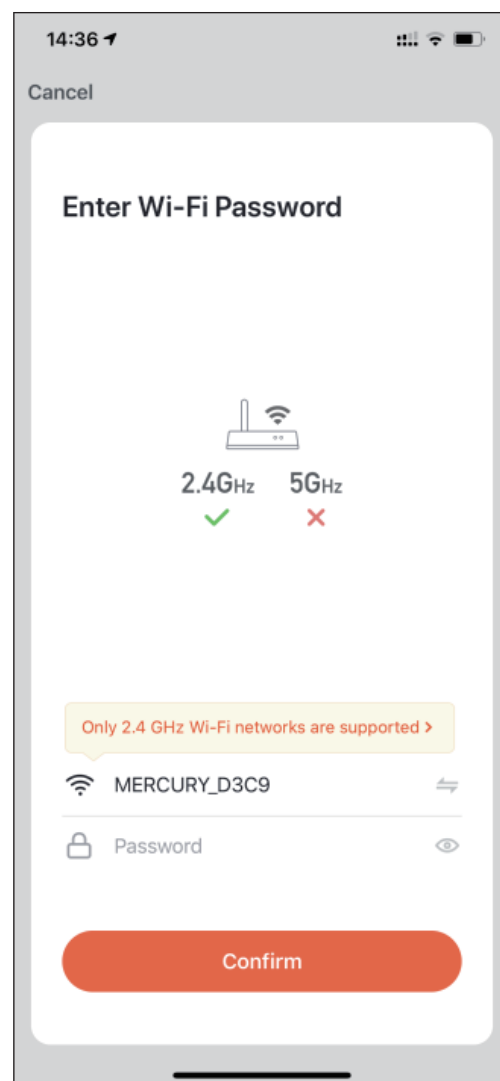 14:36
Cancel
Enter Wi-Fi Password
2.4GHz 5GHz
Only 2.4 GHz Wi-Fi networks are supported >
MERCURY_D3C9
Password
Confirm